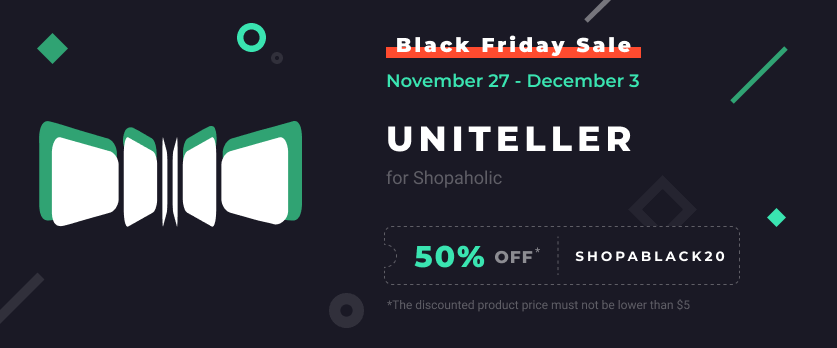 Black Friday Sale
November 27 - December 3
UNITELLER
for Shopaholic
50% OFF* SHOPABLACK20
*The discounted product price must not be lower than $5